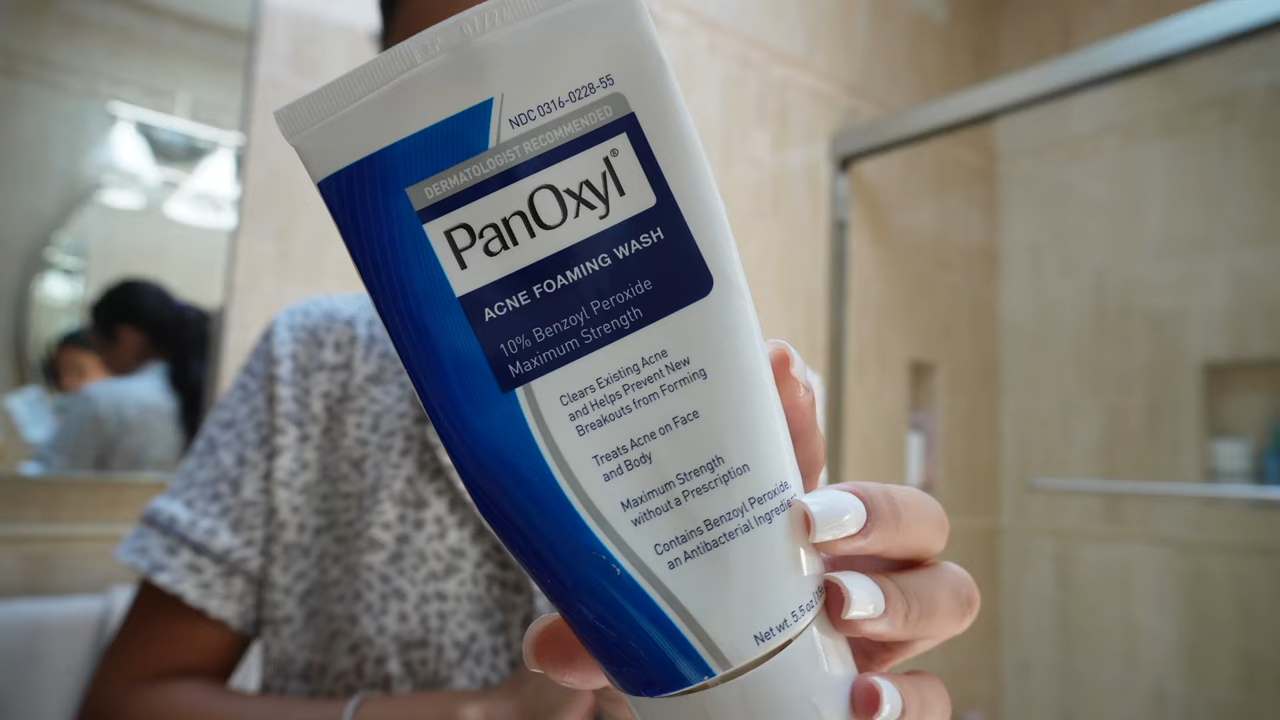 NDC 0316-0228-55
DERMATOLOGIST RECOMMENDED
PanOxyl®
ACNE FOAMING WASH
10% Benzoyl Peroxide
Maximum Strength
Clears Existing Acne
and Helps Prevent New
Breakouts from Forming
Treats Acne on Face
and Body
Maximum Strength
without a Prescription
Contains Benzoyl Peroxide,
an Antibacterial
Net wt. 5.5 oz